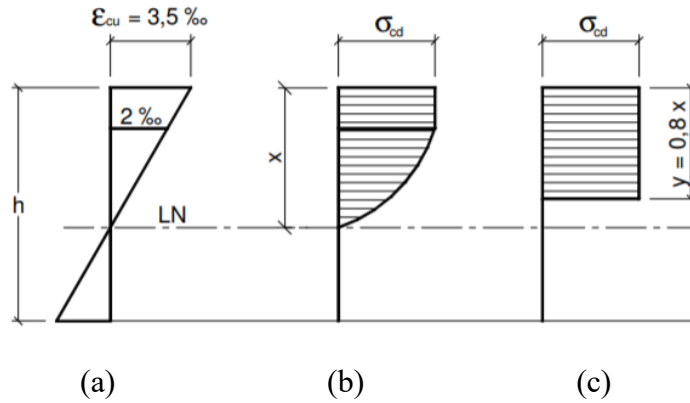 εcu = 3,5 ‰
σcd
σcd
2 ‰
h
x
y = 0,8 x
LN
(a)
(b)
(c)